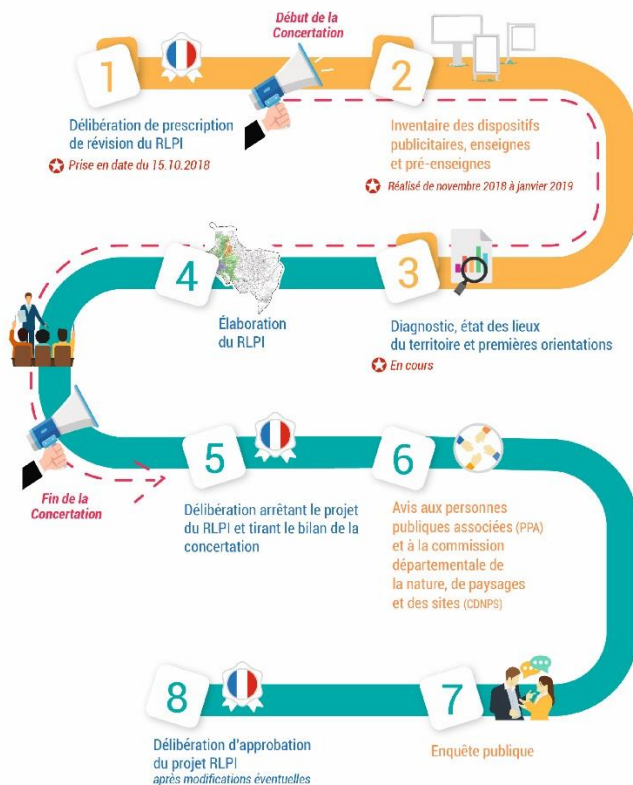 Début de la
Concertation
1
2
Délibération de prescription
de révision du RLPI
Prise en date du 15.10.2018
Inventaire des dispositifs
publicitaires, enseignes
et pré-enseignes
Réalisé de novembre 2018 à janvier 2019
4
3
Élaboration
du RLPI
Diagnostic, état des lieux
du territoire et premières orientations
En cours
Fin de la
Concertation
5
6
Délibération arrêtant le projet
du RLPI et tirant le bilan de la
concertation
Avis aux personnes
publiques associées (PPA)
et à la commission
départementale de
la nature, de paysages
et des sites (CDNPS)
8
7
Délibération d'approbation
du projet RLPI
après modifications éventuelles
Enquête publique